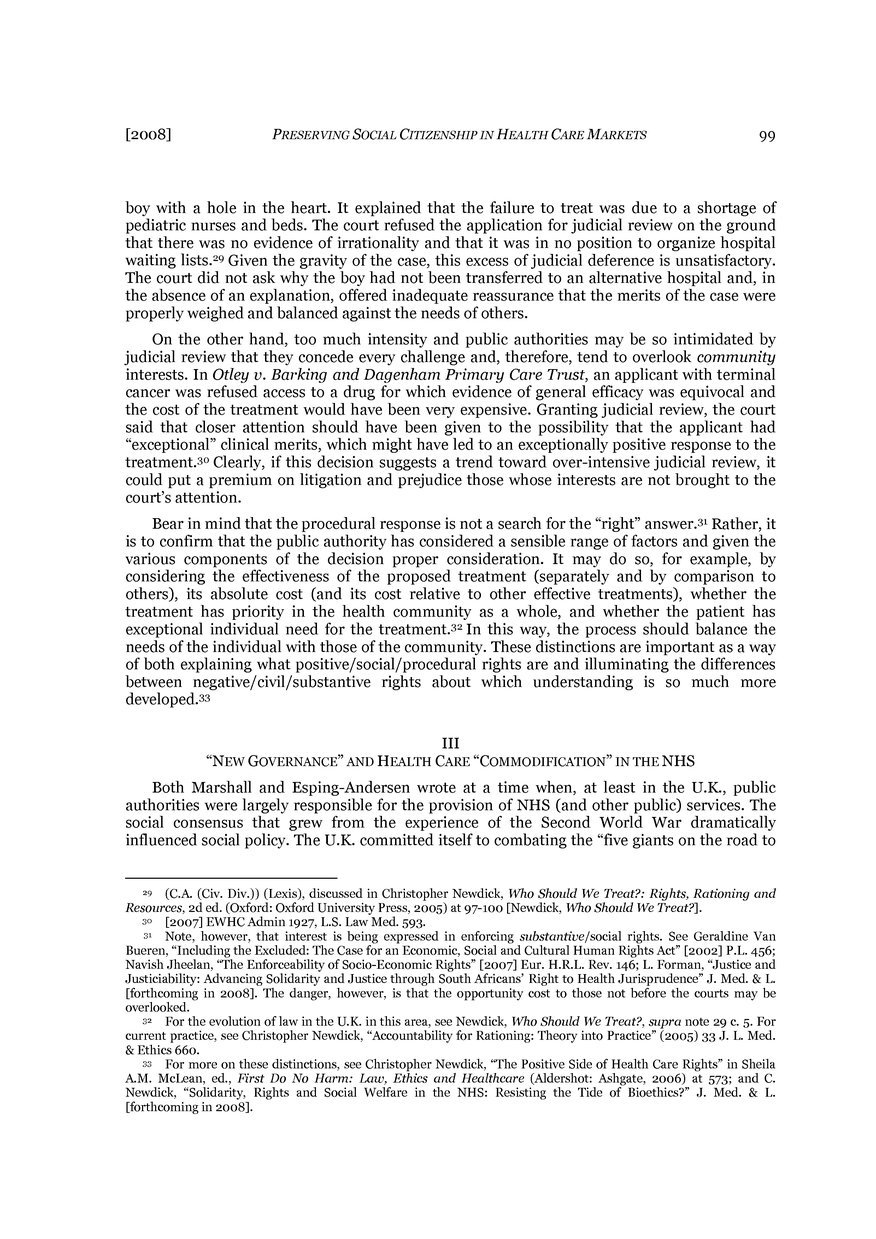 [2008] PRESERVING SOCIAL CITIZENSHIP IN HEALTH CARE MARKETS 99
boy with a hole in the heart. It explained that the failure to treat was due to a shortage of
pediatric nurses and beds. The court refused the application for judicial review on the ground
that there was no evidence of irrationality and that it was in no position to organize hospital
waiting lists.29 Given the gravity of the case, this excess of judicial deference is unsatisfactory.
The court did not ask why the boy had not been transferred to an alternative hospital and, in
the absence of an explanation, offered inadequate reassurance that the merits of the case were
properly weighed and balanced against the needs of others.
On the other hand, too much intensity and public authorities may be so intimidated by
judicial review that they concede every challenge and, therefore, tend to overlook community
interests. In Otley v. Barking and Dagenham Primary Care Trust, an applicant with terminal
cancer was refused access to a drug for which evidence of general efficacy was equivocal and
the cost of the treatment would have been very expensive. Granting judicial review, the court
said that closer attention should have been given to the possibility that the applicant had
“exceptional” clinical merits, which might have led to an exceptionally positive response to the
treatment.30 Clearly, if this decision suggests a trend toward over-intensive judicial review, it
could put a premium on litigation and prejudice those whose interests are not brought to the
court’s attention.
Bear in mind that the procedural response is not a search for the “right” answer.31 Rather, it
is to confirm that the public authority has considered a sensible range of factors and given the
various components of the decision proper consideration. It may do so, for example, by
considering the effectiveness of the proposed treatment (separately and by comparison to
others), its absolute cost (and its cost relative to other effective treatments), whether the
treatment has priority in the health community as a whole, and whether the patient has
exceptional individual need for the treatment.32 In this way, the process should balance the
needs of the individual with those of the community. These distinctions are important as a way
of both explaining what positive/social/procedural rights are and illuminating the differences
between negative/civil/substantive rights about which understanding is so much more
developed.33
III
“NEW GOVERNANCE” AND HEALTH CARE “COMMODIFICATION” IN THE NHS
Both Marshall and Esping-Andersen wrote at a time when, at least in the U.K., public
authorities were largely responsible for the provision of NHS (and other public) services. The
social consensus that grew from the experience of the Second World War dramatically
influenced social policy. The U.K. committed itself to combating the “five giants on the road to
29 (C.A. (Civ. Div.)) (Lexis), discussed in Christopher Newdick, Who Should We Treat?: Rights, Rationing and
Resources, 2d ed. (Oxford: Oxford University Press, 2005) at 97-100 [Newdick, Who Should We Treat?].
30 [2007] EWHC Admin 1927, L.S. Law Med. 593.
31 Note, however, that interest is being expressed in enforcing substantive/social rights. See Geraldine Van
Bueren, “Including the Excluded: The Case for an Economic, Social and Cultural Human Rights Act” [2002] P.L. 456;
Navish Jheelan, “The Enforceability of Socio-Economic Rights” [2007] Eur. H.R.L. Rev. 146; L. Forman, “Justice and
Justiciability: Advancing Solidarity and Justice through South Africans’ Right to Health Jurisprudence” J. Med. & L.
[forthcoming in 2008]. The danger, however, is that the opportunity cost to those not before the courts may be
overlooked.
32 For the evolution of law in the U.K. in this area, see Newdick, Who Should We Treat?, supra note 29 c. 5. For
current practice, see Christopher Newdick, “Accountability for Rationing: Theory into Practice” (2005) 33 J. L. Med.
& Ethics 660.
33 For more on these distinctions, see Christopher Newdick, “The Positive Side of Health Care Rights” in Sheila
A.M. McLean, ed., First Do No Harm: Law, Ethics and Healthcare (Aldershot: Ashgate, 2006) at 573; and C.
Newdick, “Solidarity, Rights and Social Welfare in the NHS: Resisting the Tide of Bioethics?” J. Med. & L.
[forthcoming in 2008].